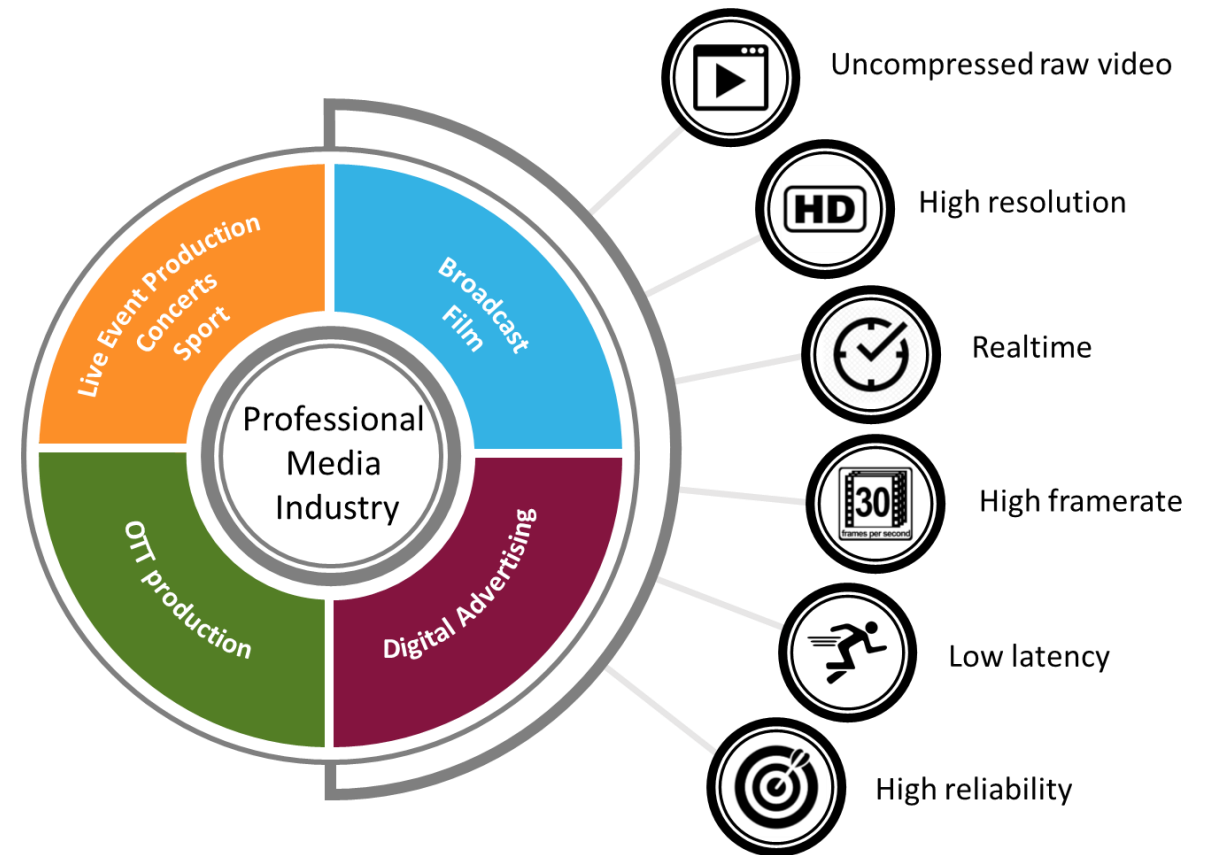 Uncompressed raw video
HD
High resolution
Realtime
30
frames per second
High framerate
Low latency
High reliability
Live Event Production
Concerts
Sport
Broadcast
Film
Professional
Media
Industry
OTT production
Digital Advertising